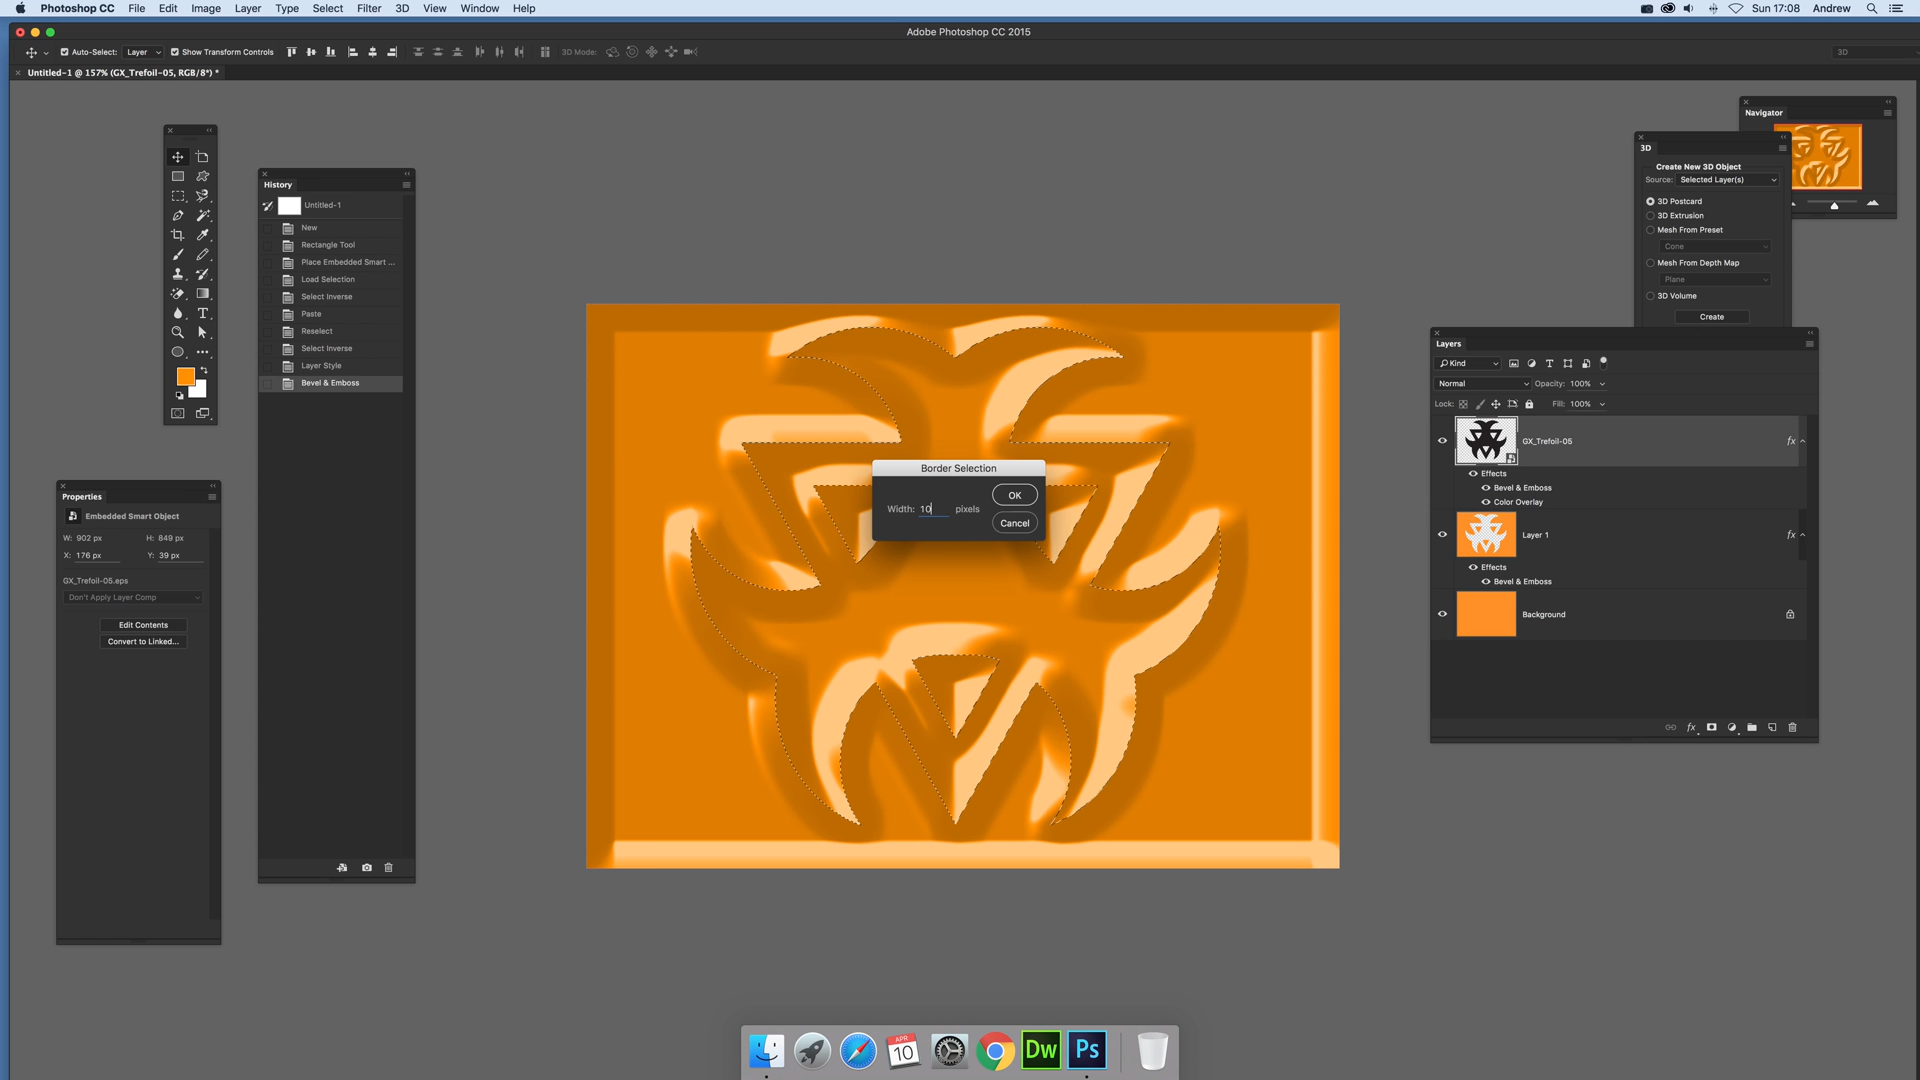 Photoshop CC File Edit Image Layer Type Select Filter 3D View Window Help Sun 17:08 Andrew
Adobe Photoshop CC 2015
Auto-Select: Layer Show Transform Controls 3D Mode: 3D
Untitled-1 @ 157% (GX_Trefoil-05, RGB/8*) *
Navigator
3D
Create New 3D Object
Source: Selected Layer(s)
3D Postcard
3D Extrusion
Mesh From Preset
Cone
Mesh From Depth Map
Plane
3D Volume
Create
History
Untitled-1
New
Rectangle Tool
Place Embedded Smart ...
Load Selection
Select Inverse
Paste
Reselect
Select Inverse
Layer Style
Bevel & Emboss
Properties
Embedded Smart Object
W: 902 px H: 849 px
X: 176 px Y: 39 px
GX_Trefoil-05.eps
Don't Apply Layer Comp
Edit Contents
Convert to Linked...
Border Selection
Width: 10 pixels
OK
Cancel
Layers
Kind
Normal Opacity: 100%
Lock: Fill: 100%
GX_Trefoil-05 fx
Effects
Bevel & Emboss
Color Overlay
Layer 1 fx
Effects
Bevel & Emboss
Background
fx
APR
10
Dw
Ps